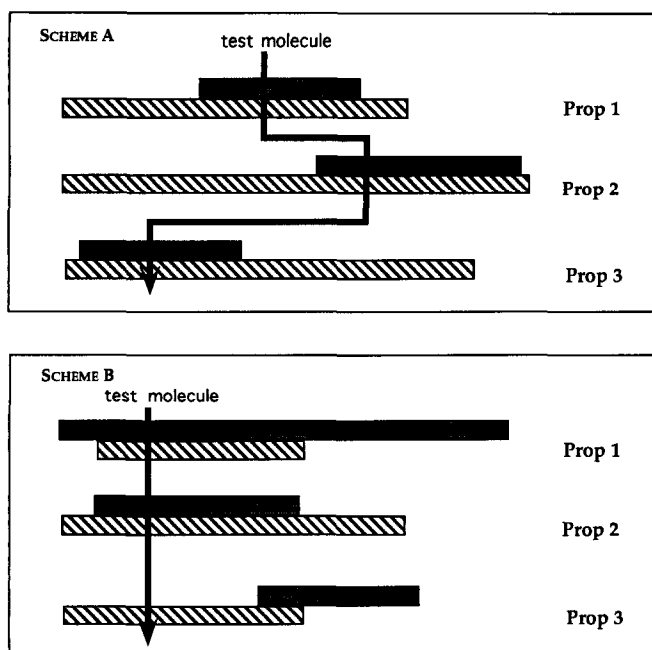 SCHEME A
test molecule
Prop 1
Prop 2
Prop 3
SCHEME B
test molecule
Prop 1
Prop 2
Prop 3